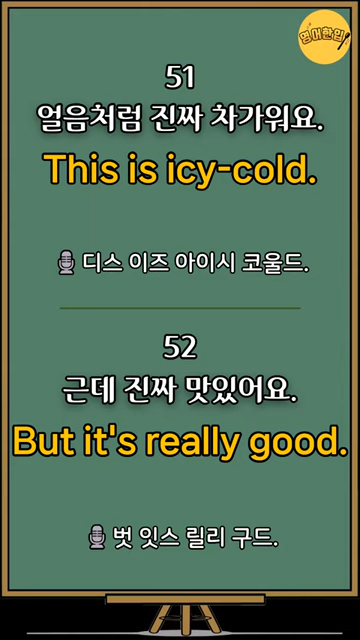 영어한입
51
얼음처럼 진짜 차가워요.
This is icy-cold.
디스 이즈 아이시 코울드.
52
근데 진짜 맛있어요.
But it's really good.
벗 잇스 릴리 구드.